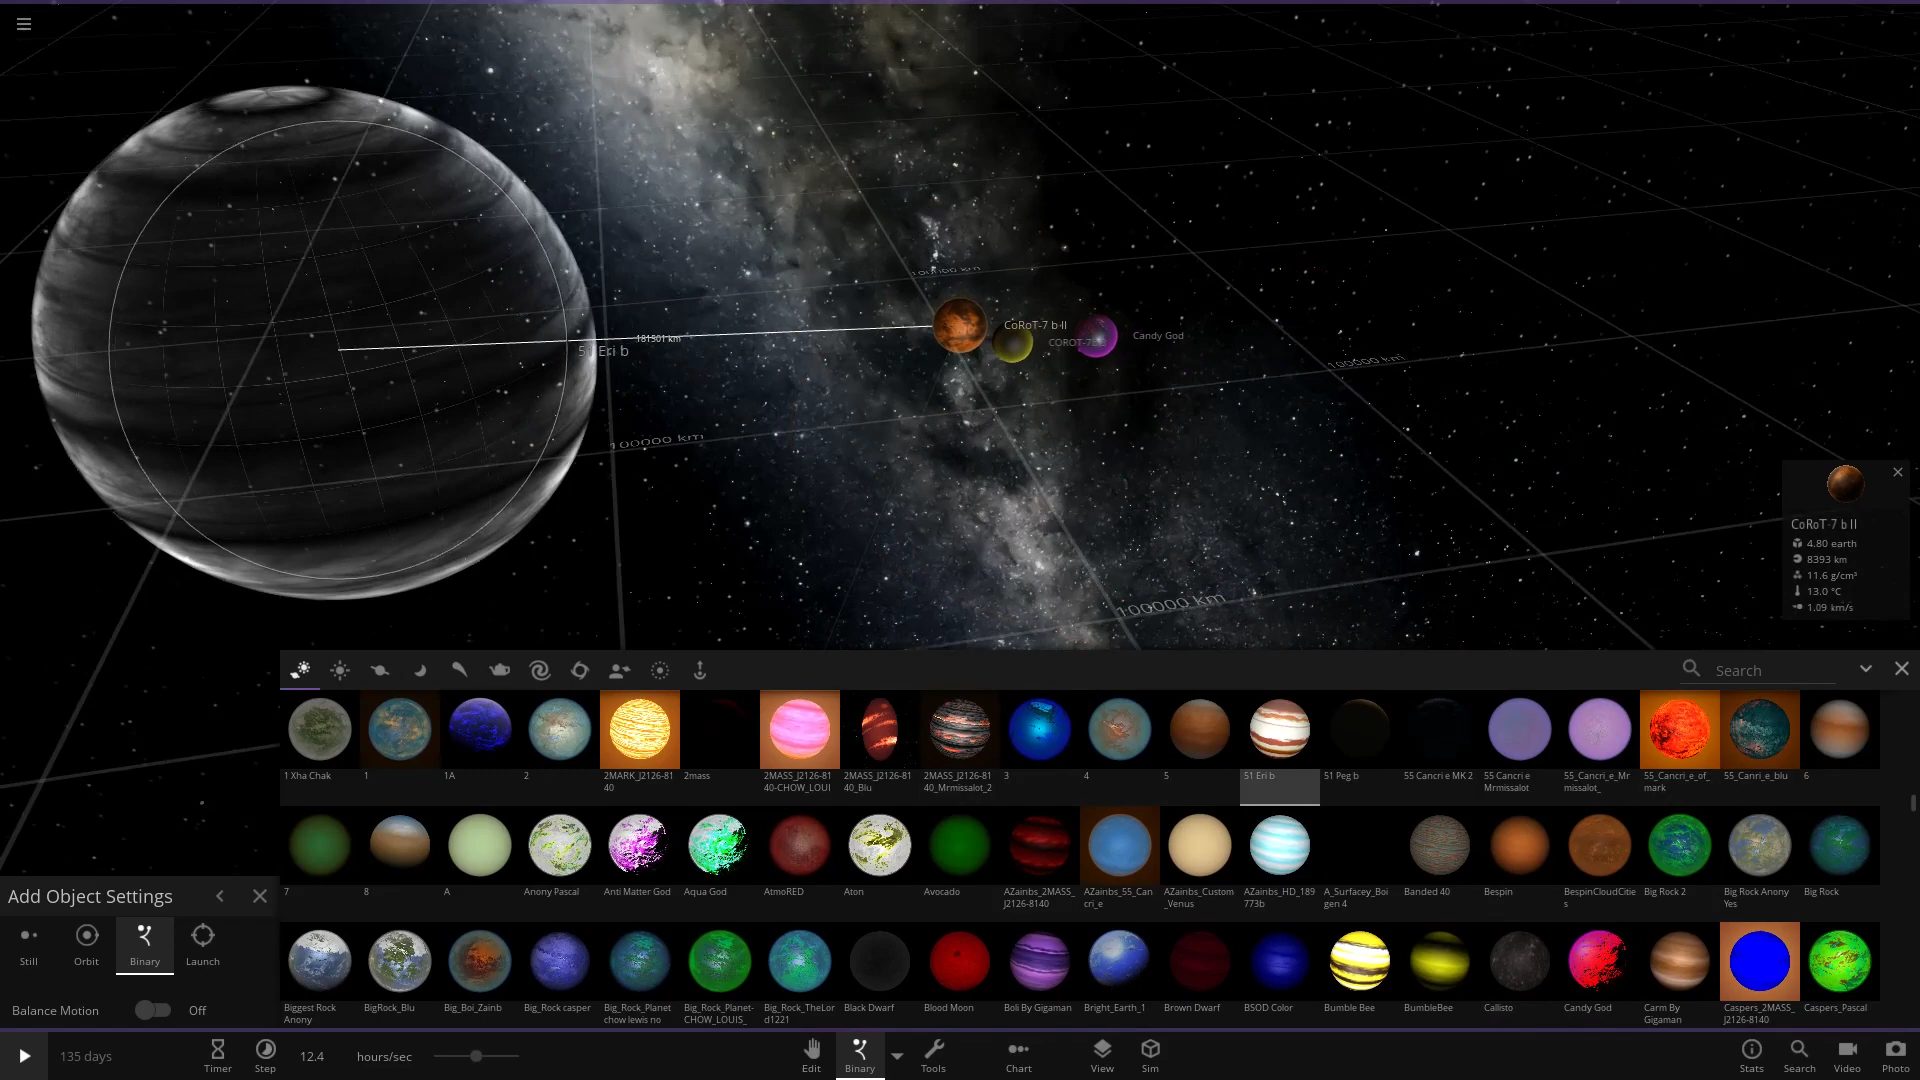 100000 km
CoRoT-7 b II
181501 km
Candy God
100000 km
100000 km
100000 km
CoRoT-7 b II
4.80 earth
8393 km
11.6 g/cm³
13.0 °C
1.09 km/s
Search
1 Xha Chak
1
1A
2
2MARK_J2126-81
40
2mass
2MASS_J2126-81
40-CHOW_LOUI
2MASS_J2126-81
40_Blu
2MASS_J2126-81
40_Mrmissalot_2
3
4
5
51 Eri b
51 Peg b
55 Cancri e MK 2
55 Cancri e
Mrmissalot
55_Cancri_e_Mr
missalot_
55_Cancri_e_of_
mark
55_Canri_e_blu
6
7
8
A
Anony Pascal
Anti Matter God
Aqua God
AtmoRED
Aton
Avocado
AZainbs_2MASS_
J2126-8140
AZainbs_55_Can
cri_e
AZainbs_Custom
_Venus
AZainbs_HD_189
773b
A_Surfacey_Boi
gen 4
Banded 40
Bespin
BespinCloudCitie
s
Big Rock 2
Big Rock Anony
Yes
Big Rock
Biggest Rock
Anony
BigRock_Blu
Big_Boi_Zainb
Big_Rock casper
Big_Rock_Planet
chow lewis no
Big_Rock_Planet-
CHOW_LOUIS_
Big_Rock_TheLor
d1221
Black Dwarf
Blood Moon
Boli By Gigaman
Bright_Earth_1
Brown Dwarf
BSOD Color
Bumble Bee
BumbleBee
Callisto
Candy God
Carm By
Gigaman
Caspers_2MASS_
J2126-8140
Caspers_Pascal
Add Object Settings
Still
Orbit
Binary
Launch
Balance Motion
Off
135 days
Timer
Step
12.4
hours/sec
Edit
Binary
Tools
Chart
View
Sim
Stats
Search
Video
Photo